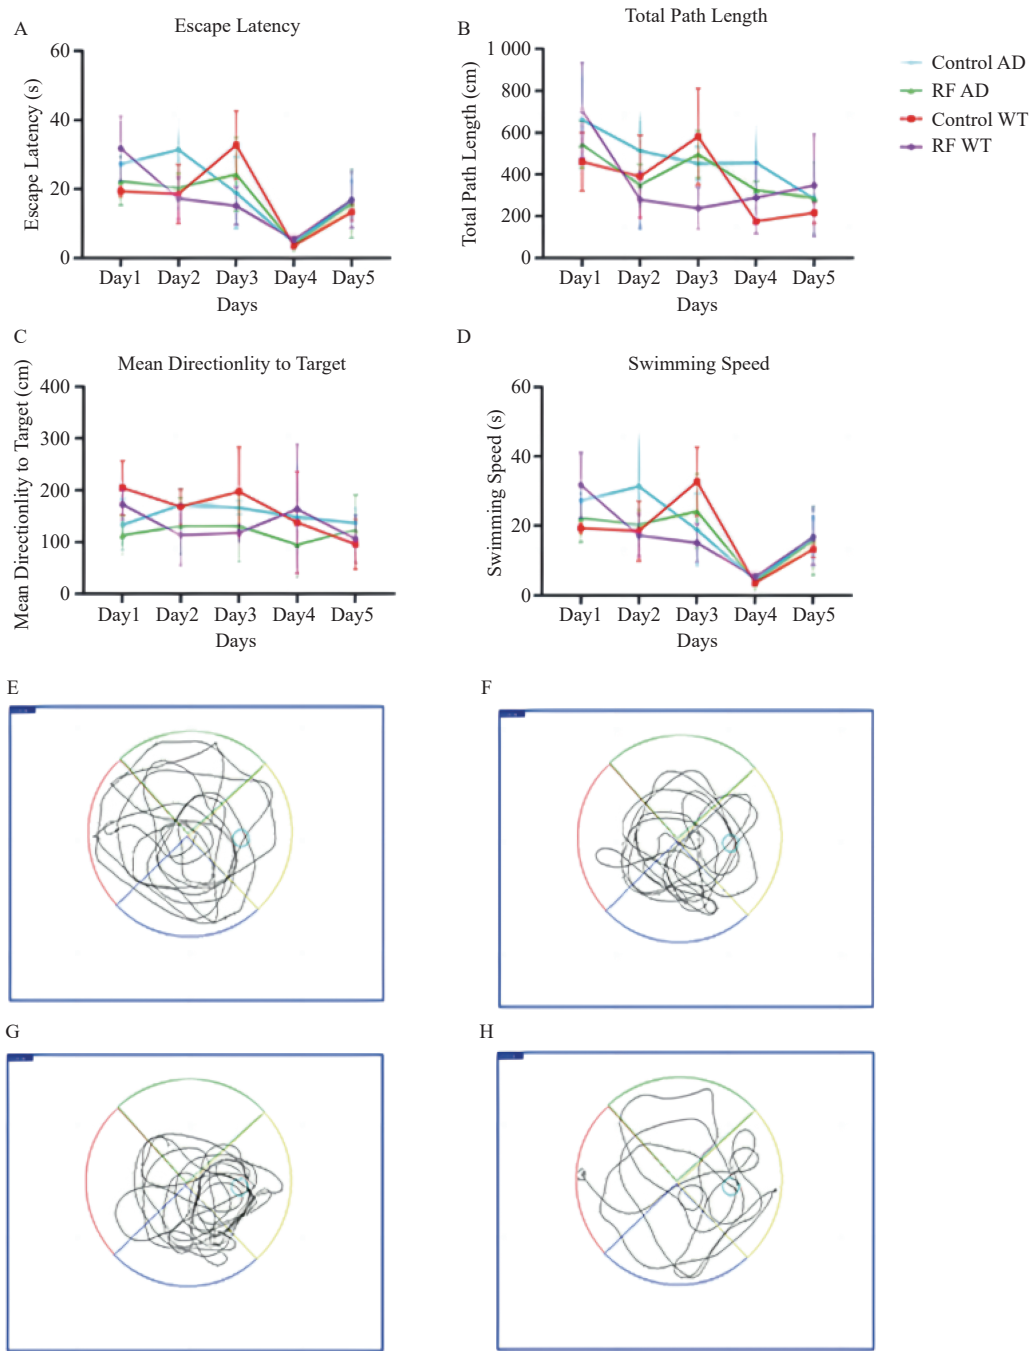 A
Escape Latency
Escape Latency (s)
60
40
20
0
Day1 Day2 Day3 Day4 Day5
Days
B
Total Path Length
Total Path Length (cm)
1 000
800
600
400
200
0
Day1 Day2 Day3 Day4 Day5
Days
Control AD
RF AD
Control WT
RF WT
C
Mean Directionlity to Target
Mean Directionlity to Target (cm)
400
300
200
100
0
Day1 Day2 Day3 Day4 Day5
Days
D
Swimming Speed
Swimming Speed (s)
60
40
20
0
Day1 Day2 Day3 Day4 Day5
Days
E
F
G
H